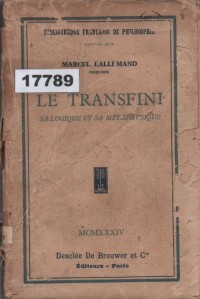 BIBLIOTHÈQUE FRANÇAISE DE PHILOSOPHIE
MARCEL LALLEMAND
17789
LE TRANSFINI
SA LOGIQUE ET SA MÉTAPHYSIQUE
MCMXXXIV
Desclée De Brouwer et Cie
Éditeurs - Paris